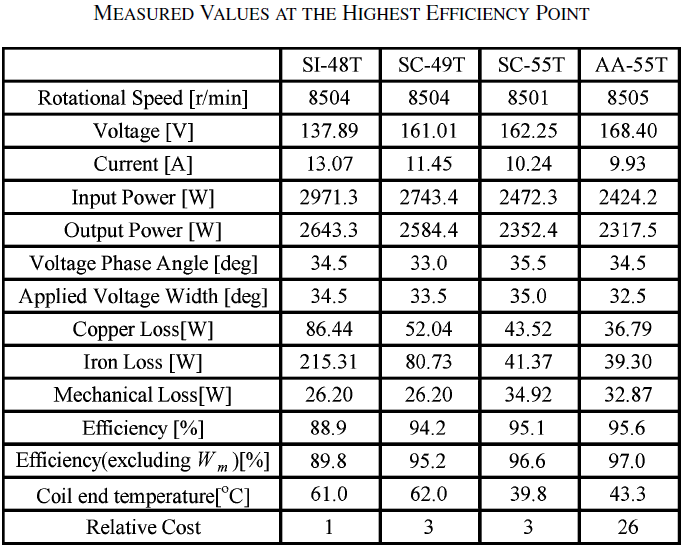 MEASURED VALUES AT THE HIGHEST EFFICIENCY POINT
SI-48T SC-49T SC-55T AA-55T
Rotational Speed [r/min] 8504 8504 8501 8505
Voltage [V] 137.89 161.01 162.25 168.40
Current [A] 13.07 11.45 10.24 9.93
Input Power [W] 2971.3 2743.4 2472.3 2424.2
Output Power [W] 2643.3 2584.4 2352.4 2317.5
Voltage Phase Angle [deg] 34.5 33.0 35.5 34.5
Applied Voltage Width [deg] 34.5 33.5 35.0 32.5
Copper Loss[W] 86.44 52.04 43.52 36.79
Iron Loss [W] 215.31 80.73 41.37 39.30
Mechanical Loss[W] 26.20 26.20 34.92 32.87
Efficiency [%] 88.9 94.2 95.1 95.6
Efficiency(excluding W m )[%] 89.8 95.2 96.6 97.0
Coil end temperature[°C] 61.0 62.0 39.8 43.3
Relative Cost 1 3 3 26